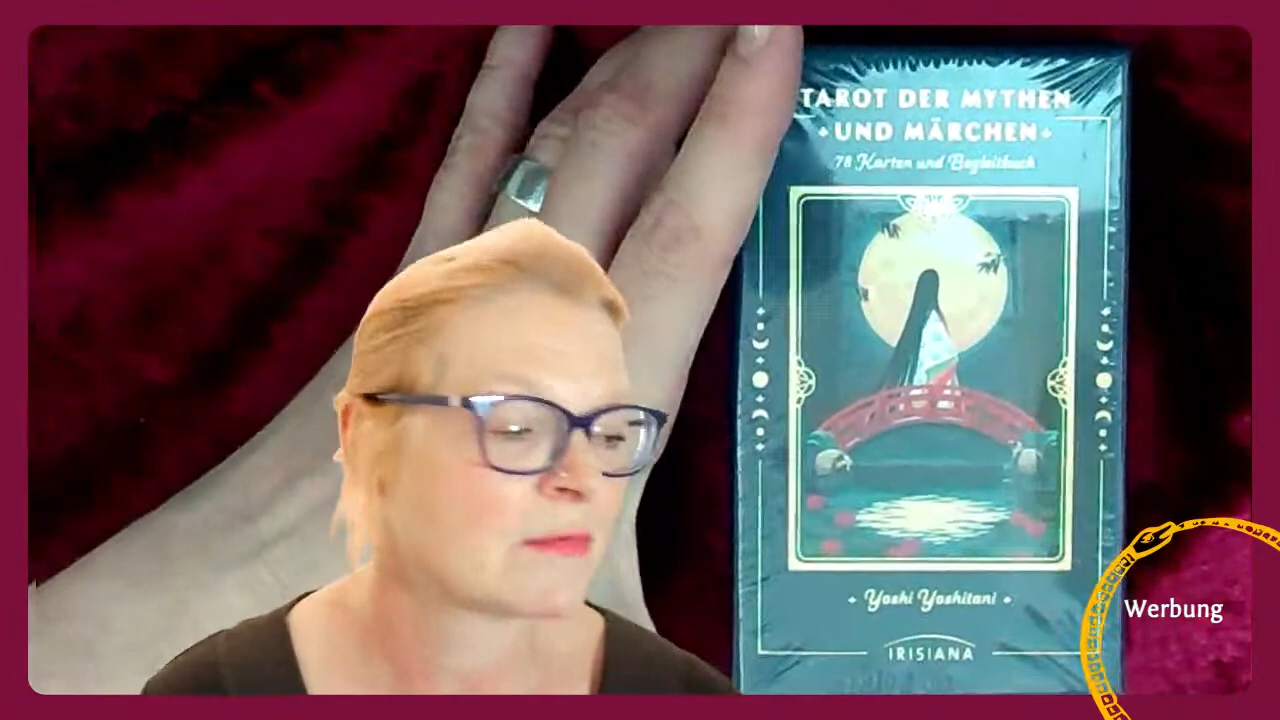 TAROT DER MYTHEN
UND MÄRCHEN
78 Karten und Begleitbuch
Yoshi Yoshitani
IRISIANA
Werbung